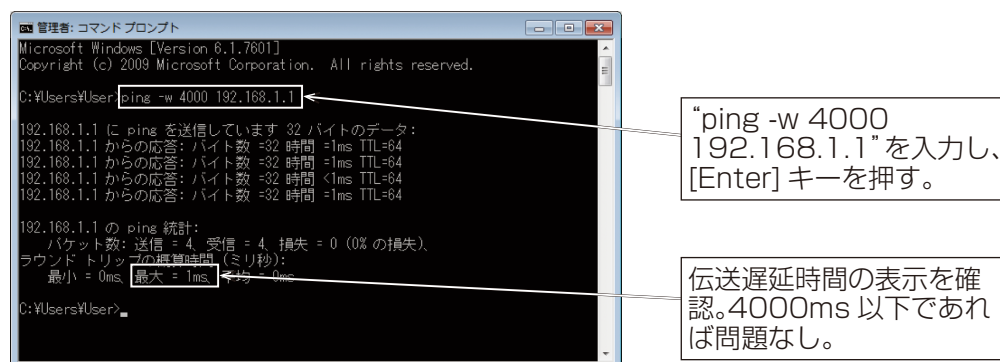 管理者: コマンド プロンプト
Microsoft Windows [Version 6.1.7601]
Copyright (c) 2009 Microsoft Corporation.  All rights reserved.
C:¥Users¥User>ping -w 4000 192.168.1.1
192.168.1.1 に ping を送信しています 32 バイトのデータ:
192.168.1.1 からの応答: バイト数 =32 時間 =1ms TTL=64
192.168.1.1 からの応答: バイト数 =32 時間 =1ms TTL=64
192.168.1.1 からの応答: バイト数 =32 時間 <1ms TTL=64
192.168.1.1 からの応答: バイト数 =32 時間 =1ms TTL=64
192.168.1.1 の ping 統計:
パケット数: 送信 = 4、受信 = 4、損失 = 0 (0% の損失)、
ラウンド トリップの概算時間 (ミリ秒):
最小 = 0ms、最大 = 1ms、平均 = 0ms
C:¥Users¥User>
“ping -w 4000
192.168.1.1”を入力し、
[Enter] キーを押す。
伝送遅延時間の表示を確
認。4000ms 以下であれ
ば問題なし。